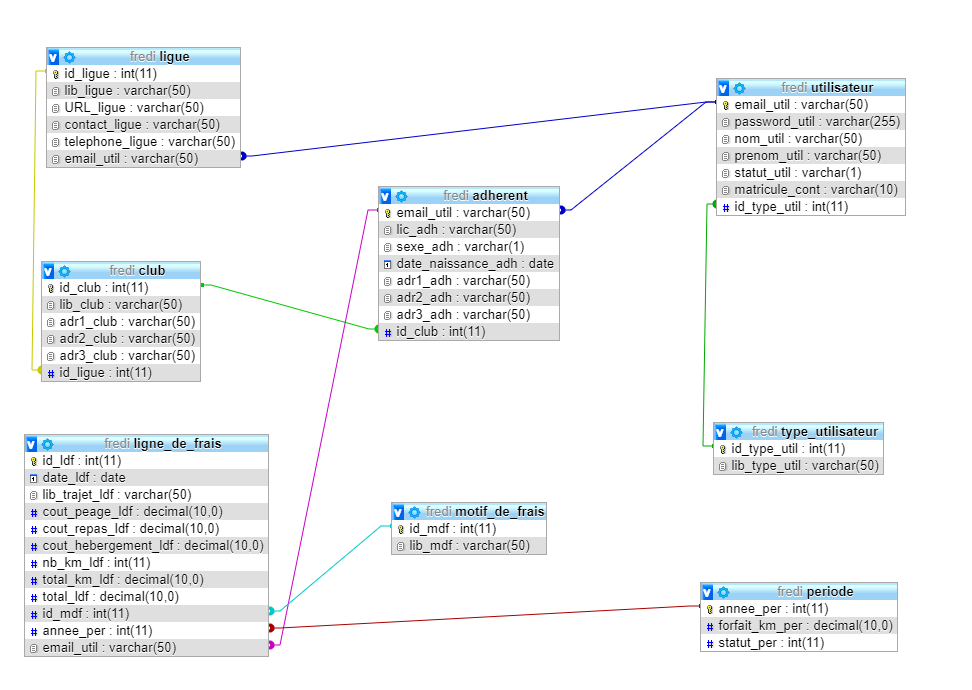 fredi ligue
id_ligue : int(11)
lib_ligue : varchar(50)
URL_ligue : varchar(50)
contact_ligue : varchar(50)
telephone_ligue : varchar(50)
email_util : varchar(50)
fredi utilisateur
email_util : varchar(50)
password_util : varchar(255)
nom_util : varchar(50)
prenom_util : varchar(50)
statut_util : varchar(1)
matricule_cont : varchar(10)
id_type_util : int(11)
fredi adherent
email_util : varchar(50)
lic_adh : varchar(50)
sexe_adh : varchar(1)
date_naissance_adh : date
adr1_adh : varchar(50)
adr2_adh : varchar(50)
adr3_adh : varchar(50)
id_club : int(11)
fredi club
id_club : int(11)
lib_club : varchar(50)
adr1_club : varchar(50)
adr2_club : varchar(50)
adr3_club : varchar(50)
id_ligue : int(11)
fredi type_utilisateur
id_type_util : int(11)
lib_type_util : varchar(50)
fredi ligne_de_frais
id_ldf : int(11)
date_ldf : date
lib_trajet_ldf : varchar(50)
cout_peage_ldf : decimal(10,0)
cout_repas_ldf : decimal(10,0)
cout_hebergement_ldf : decimal(10,0)
nb_km_ldf : int(11)
total_km_ldf : decimal(10,0)
total_ldf : decimal(10,0)
id_mdf : int(11)
annee_per : int(11)
email_util : varchar(50)
fredi motif_de_frais
id_mdf : int(11)
lib_mdf : varchar(50)
fredi periode
annee_per : int(11)
forfait_km_per : decimal(10,0)
statut_per : int(11)